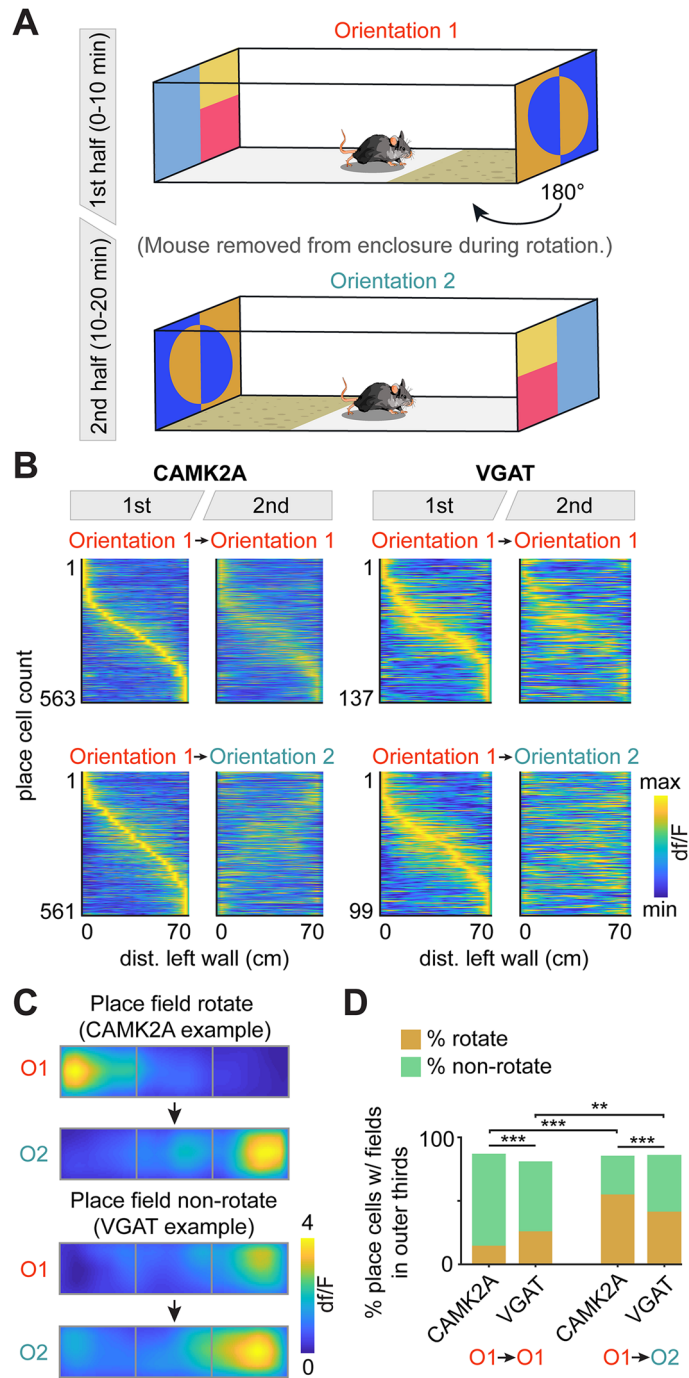 A
Orientation 1
1st half (0-10 min)
180°
(Mouse removed from enclosure during rotation.)
2nd half (10-20 min)
Orientation 2
B
CAMK2A
VGAT
1st
2nd
1st
2nd
Orientation 1
Orientation 1
Orientation 1
Orientation 1
1
563
1
137
place cell count
Orientation 1
Orientation 2
Orientation 1
Orientation 2
1
561
1
99
max
df/F
min
0
70
0
70
dist. left wall (cm)
dist. left wall (cm)
C
Place field rotate
(CAMK2A example)
O1
O2
Place field non-rotate
(VGAT example)
O1
O2
4
df/F
0
D
% rotate
% non-rotate
***
**
***
***
100
0
% place cells w/ fields
in outer thirds
CAMK2A
VGAT
CAMK2A
VGAT
O1
O1
O1
O2